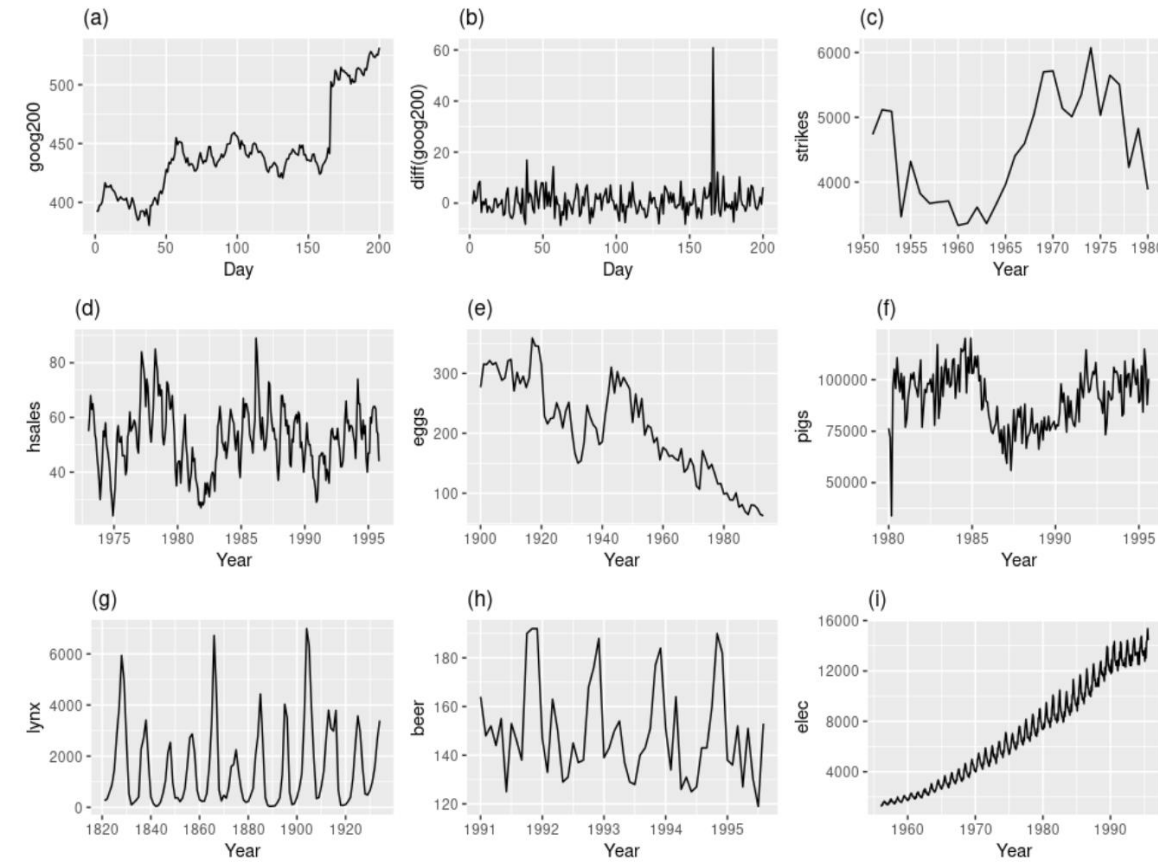 (a)
goog200
500
450
400
0 50 100 150 200
Day
(b)
diff(goog200)
60
40
20
0
0 50 100 150 200
Day
(c)
strikes
6000
5000
4000
1950 1955 1960 1965 1970 1975 1980
Year
(d)
hsales
80
60
40
1975 1980 1985 1990 1995
Year
(e)
eggs
300
200
100
1900 1920 1940 1960 1980
Year
(f)
pigs
100000
75000
50000
1980 1985 1990 1995
Year
(g)
lynx
6000
4000
2000
0
1820 1840 1860 1880 1900 1920
Year
(h)
beer
180
160
140
120
1991 1992 1993 1994 1995
Year
(i)
elec
16000
12000
8000
4000
1960 1970 1980 1990
Year